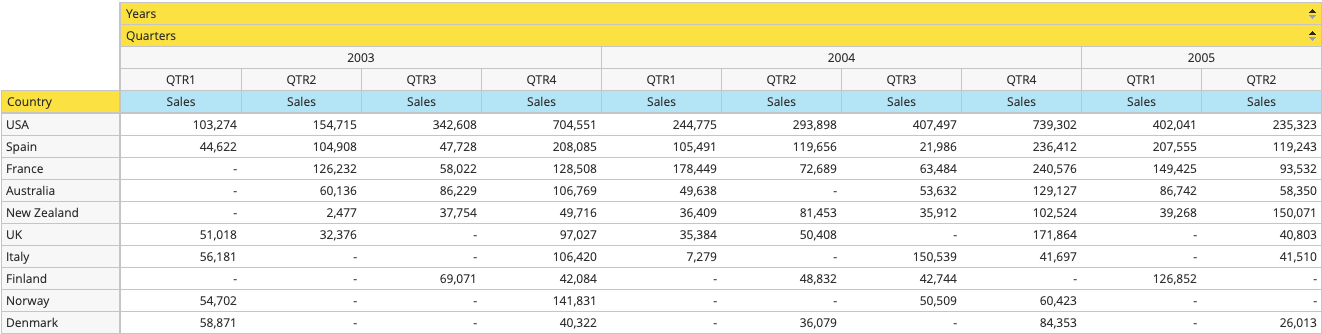 Years
Quarters
2003 2004 2005
QTR1 QTR2 QTR3 QTR4 QTR1 QTR2 QTR3 QTR4 QTR1 QTR2
Country Sales Sales Sales Sales Sales Sales Sales Sales Sales Sales
USA 103,274 154,715 342,608 704,551 244,775 293,898 407,497 739,302 402,041 235,323
Spain 44,622 104,908 47,728 208,085 105,491 119,656 21,986 236,412 207,555 119,243
France - 126,232 58,022 128,508 178,449 72,689 63,484 240,576 149,425 93,532
Australia - 60,136 86,229 106,769 49,638 - 53,632 129,127 86,742 58,350
New Zealand - 2,477 37,754 49,716 36,409 81,453 35,912 102,524 39,268 150,071
UK 51,018 32,376 - 97,027 35,384 50,408 - 171,864 - 40,803
Italy 56,181 - - 106,420 7,279 - 150,539 41,697 - 41,510
Finland - - 69,071 42,084 - 48,832 42,744 - 126,852 -
Norway 54,702 - - 141,831 - - 50,509 60,423 - -
Denmark 58,871 - - 40,322 - 36,079 - 84,353 - 26,013